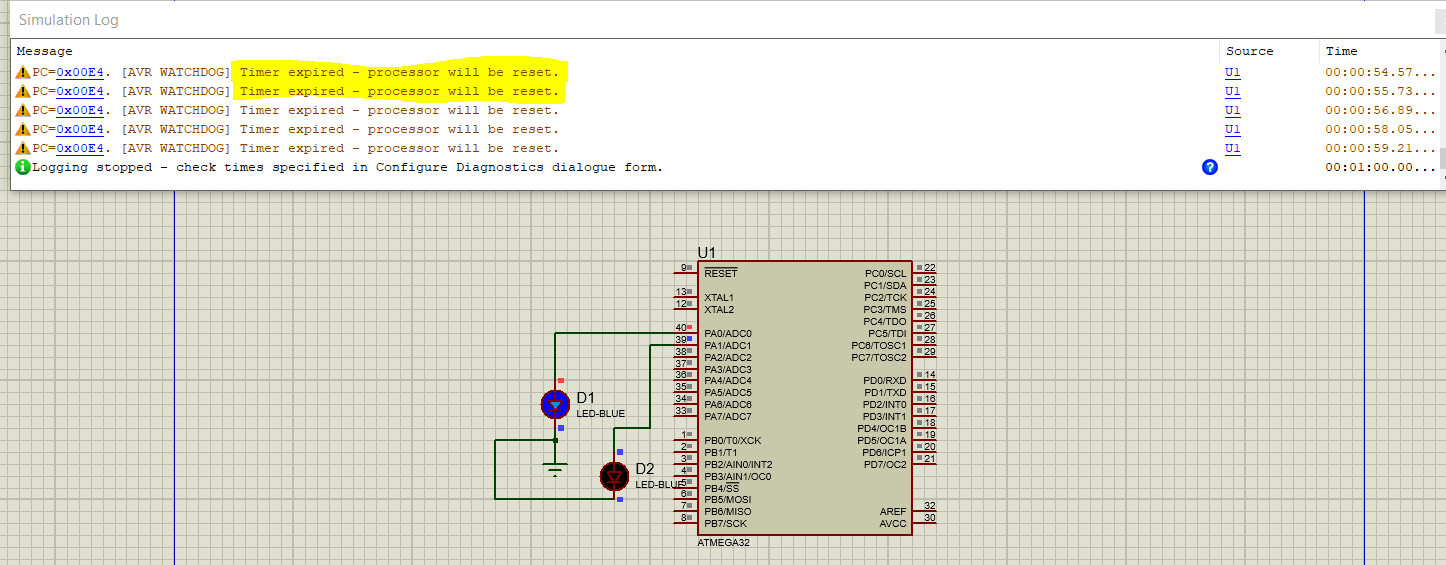 Simulation Log
Message Source Time
PC=0x00E4. [AVR WATCHDOG] Timer expired - processor will be reset. U1 00:00:54.57...
PC=0x00E4. [AVR WATCHDOG] Timer expired - processor will be reset. U1 00:00:55.73...
PC=0x00E4. [AVR WATCHDOG] Timer expired - processor will be reset. U1 00:00:56.89...
PC=0x00E4. [AVR WATCHDOG] Timer expired - processor will be reset. U1 00:00:58.05...
PC=0x00E4. [AVR WATCHDOG] Timer expired - processor will be reset. U1 00:00:59.21...
Logging stopped - check times specified in Configure Diagnostics dialogue form. 00:01:00.00...
U1
9 RESET PC0/SCL 22
PC1/SDA 23
13 XTAL1 PC2/TCK 24
12 XTAL2 PC3/TMS 25
PC4/TDO 26
40 PA0/ADC0 PC5/TDI 27
39 PA1/ADC1 PC6/TOSC1 28
38 PA2/ADC2 PC7/TOSC2 29
37 PA3/ADC3
36 PA4/ADC4 PD0/RXD 14
35 PA5/ADC5 PD1/TXD 15
34 PA6/ADC6 PD2/INT0 16
33 PA7/ADC7 PD3/INT1 17
PD4/OC1B 18
1 PB0/T0/XCK PD5/OC1A 19
2 PB1/T1 PD6/ICP1 20
3 PB2/AIN0/INT2 PD7/OC2 21
4 PB3/AIN1/OC0
5 PB4/SS
6 PB5/MOSI
7 PB6/MISO AREF 32
8 PB7/SCK AVCC 30
ATMEGA32
D1
LED-BLUE
D2
LED-BLUE